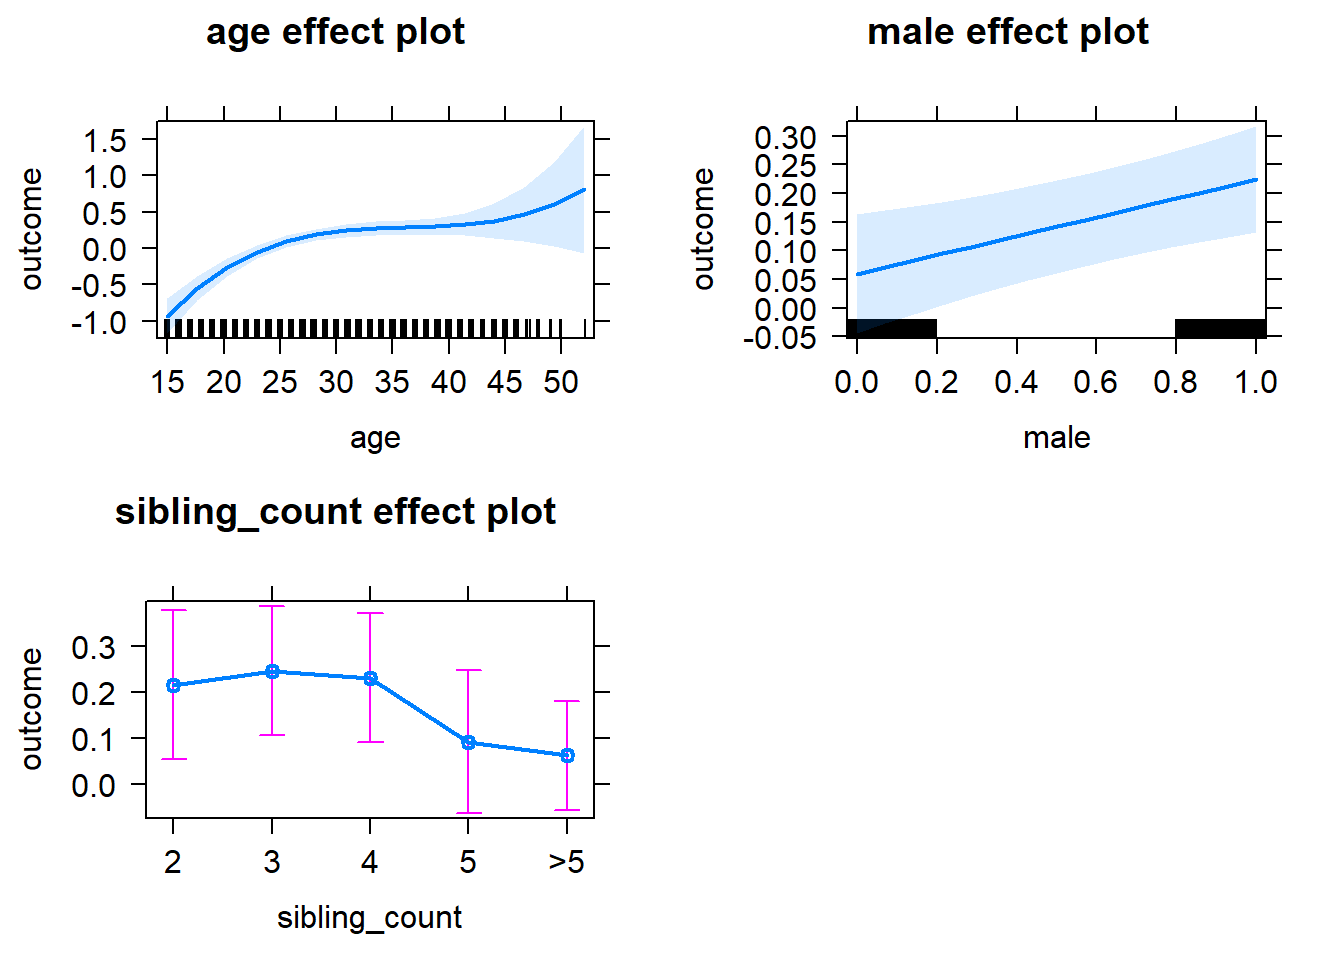 age effect plot
outcome
1.5
1.0
0.5
0.0
-0.5
-1.0
15 20 25 30 35 40 45 50
age
male effect plot
outcome
0.30
0.25
0.20
0.15
0.10
0.05
0.00
-0.05
0.0 0.2 0.4 0.6 0.8 1.0
male
sibling_count effect plot
outcome
0.3
0.2
0.1
0.0
2 3 4 5 >5
sibling_count